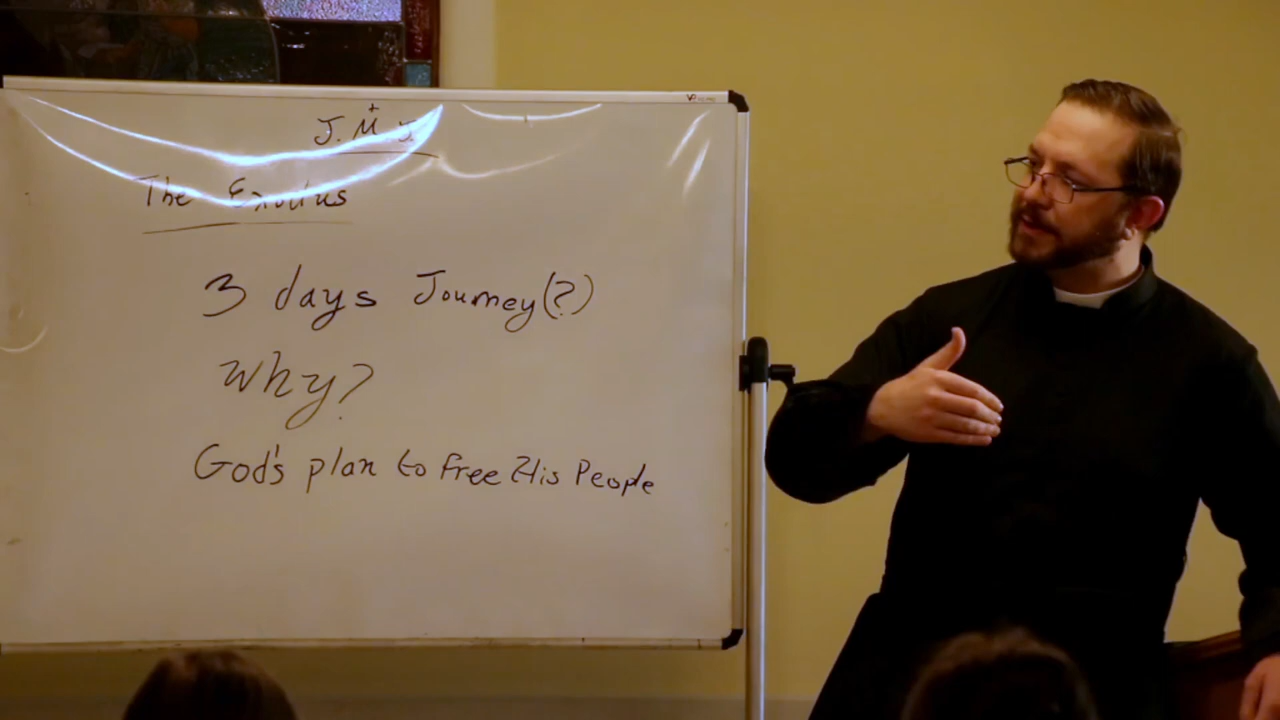 J.M.J.
The Exodus
3 days Journey(?)
Why?
God's plan to free His People